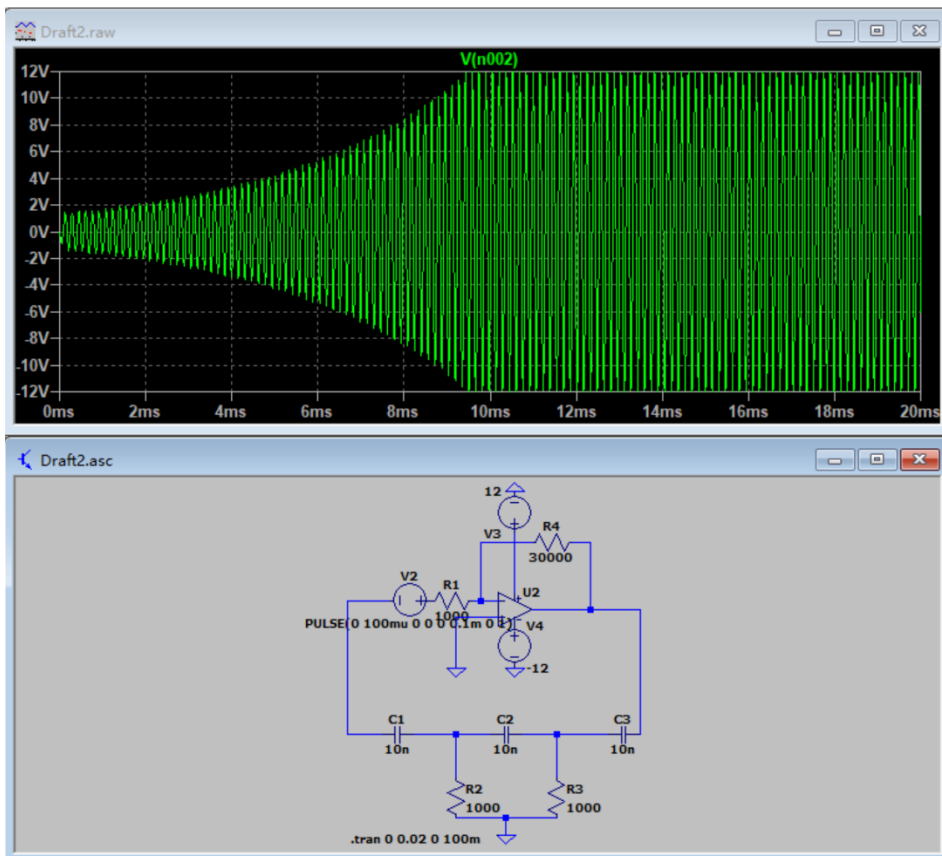 Draft2.raw
V(n002)
12V
10V
8V
6V
4V
2V
0V
-2V
-4V
-6V
-8V
-10V
-12V
0ms 2ms 4ms 6ms 8ms 10ms 12ms 14ms 16ms 18ms 20ms
Draft2.asc
12
V3
R4
30000
V2
R1
U2
1000
PULSE(0 100mu 0 0 0 0.1m 0 1)
V4
-12
C1
10n
C2
10n
C3
10n
R2
1000
R3
1000
.tran 0 0.02 0 100m